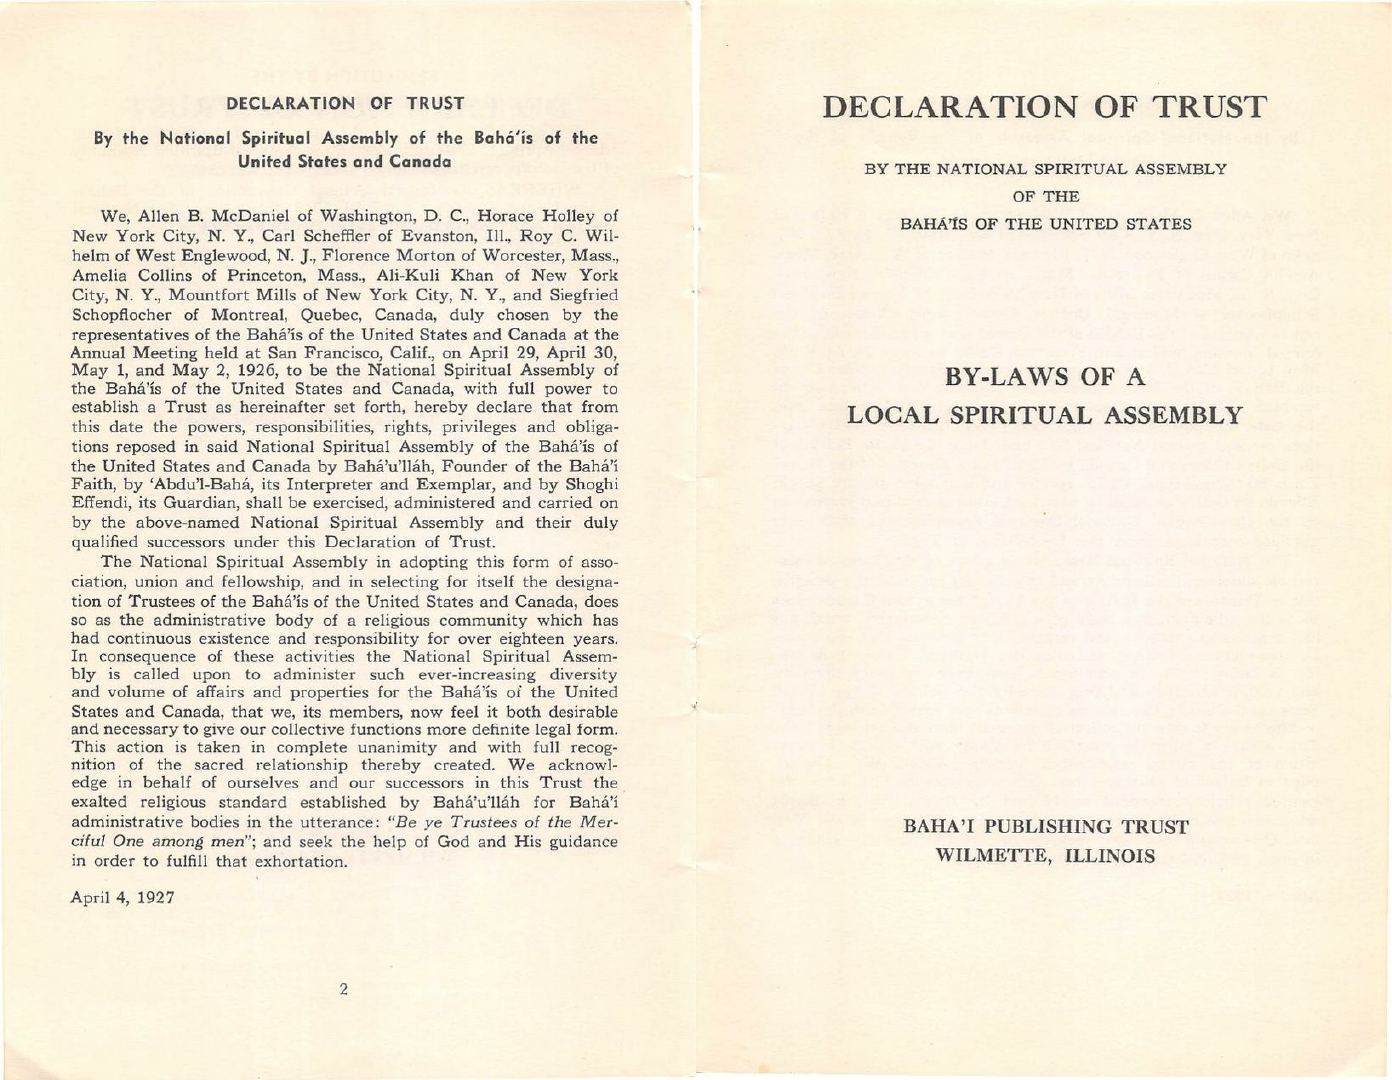 DECLARATION OF TRUST
By the National Spiritual Assembly of the Bahá'ís of the
United States and Canada
We, Allen B. McDaniel of Washington, D. C., Horace Holley of
New York City, N. Y., Carl Scheffler of Evanston, Ill., Roy C. Wil-
helm of West Englewood, N. J., Florence Morton of Worcester, Mass.,
Amelia Collins of Princeton, Mass., Ali-Kuli Khan of New York
City, N. Y., Mountfort Mills of New York City, N. Y., and Siegfried
Schopflocher of Montreal, Quebec, Canada, duly chosen by the
representatives of the Bahá'ís of the United States and Canada at the
Annual Meeting held at San Francisco, Calif., on April 29, April 30,
May 1, and May 2, 1926, to be the National Spiritual Assembly of
the Bahá'ís of the United States and Canada, with full power to
establish a Trust as hereinafter set forth, hereby declare that from
this date the powers, responsibilities, rights, privileges and obliga-
tions reposed in said National Spiritual Assembly of the Bahá'ís of
the United States and Canada by Bahá'u'lláh, Founder of the Bahá'í
Faith, by 'Abdu'l-Bahá, its Interpreter and Exemplar, and by Shoghi
Effendi, its Guardian, shall be exercised, administered and carried on
by the above-named National Spiritual Assembly and their duly
qualified successors under this Declaration of Trust.
The National Spiritual Assembly in adopting this form of asso-
ciation, union and fellowship, and in selecting for itself the designa-
tion of Trustees of the Bahá'ís of the United States and Canada, does
so as the administrative body of a religious community which has
had continuous existence and responsibility for over eighteen years.
In consequence of these activities the National Spiritual Assem-
bly is called upon to administer such ever-increasing diversity
and volume of affairs and properties for the Bahá'ís of the United
States and Canada, that we, its members, now feel it both desirable
and necessary to give our collective functions more definite legal form.
This action is taken in complete unanimity and with full recog-
nition of the sacred relationship thereby created. We acknowl-
edge in behalf of ourselves and our successors in this Trust the
exalted religious standard established by Bahá'u'lláh for Bahá'í
administrative bodies in the utterance: "Be ye Trustees of the Mer-
ciful One among men"; and seek the help of God and His guidance
in order to fulfill that exhortation.
April 4, 1927
2
DECLARATION OF TRUST
BY THE NATIONAL SPIRITUAL ASSEMBLY
OF THE
BAHÁ'ÍS OF THE UNITED STATES
BY-LAWS OF A
LOCAL SPIRITUAL ASSEMBLY
BAHA'I PUBLISHING TRUST
WILMETTE, ILLINOIS